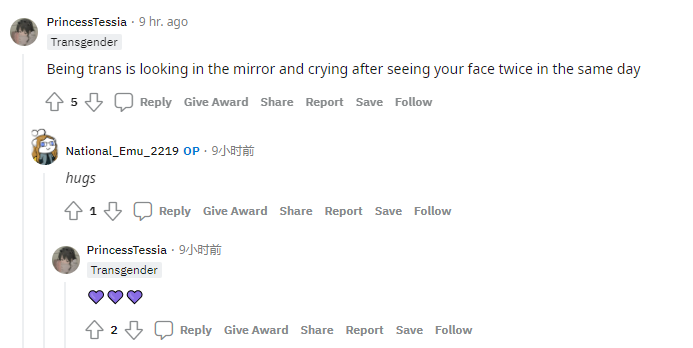 PrincessTessia · 9 hr. ago
Transgender
Being trans is looking in the mirror and crying after seeing your face twice in the same day
5 Reply Give Award Share Report Save Follow
National_Emu_2219 OP · 9小时前
hugs
1 Reply Give Award Share Report Save Follow
PrincessTessia · 9小时前
Transgender
💜💜💜
2 Reply Give Award Share Report Save Follow